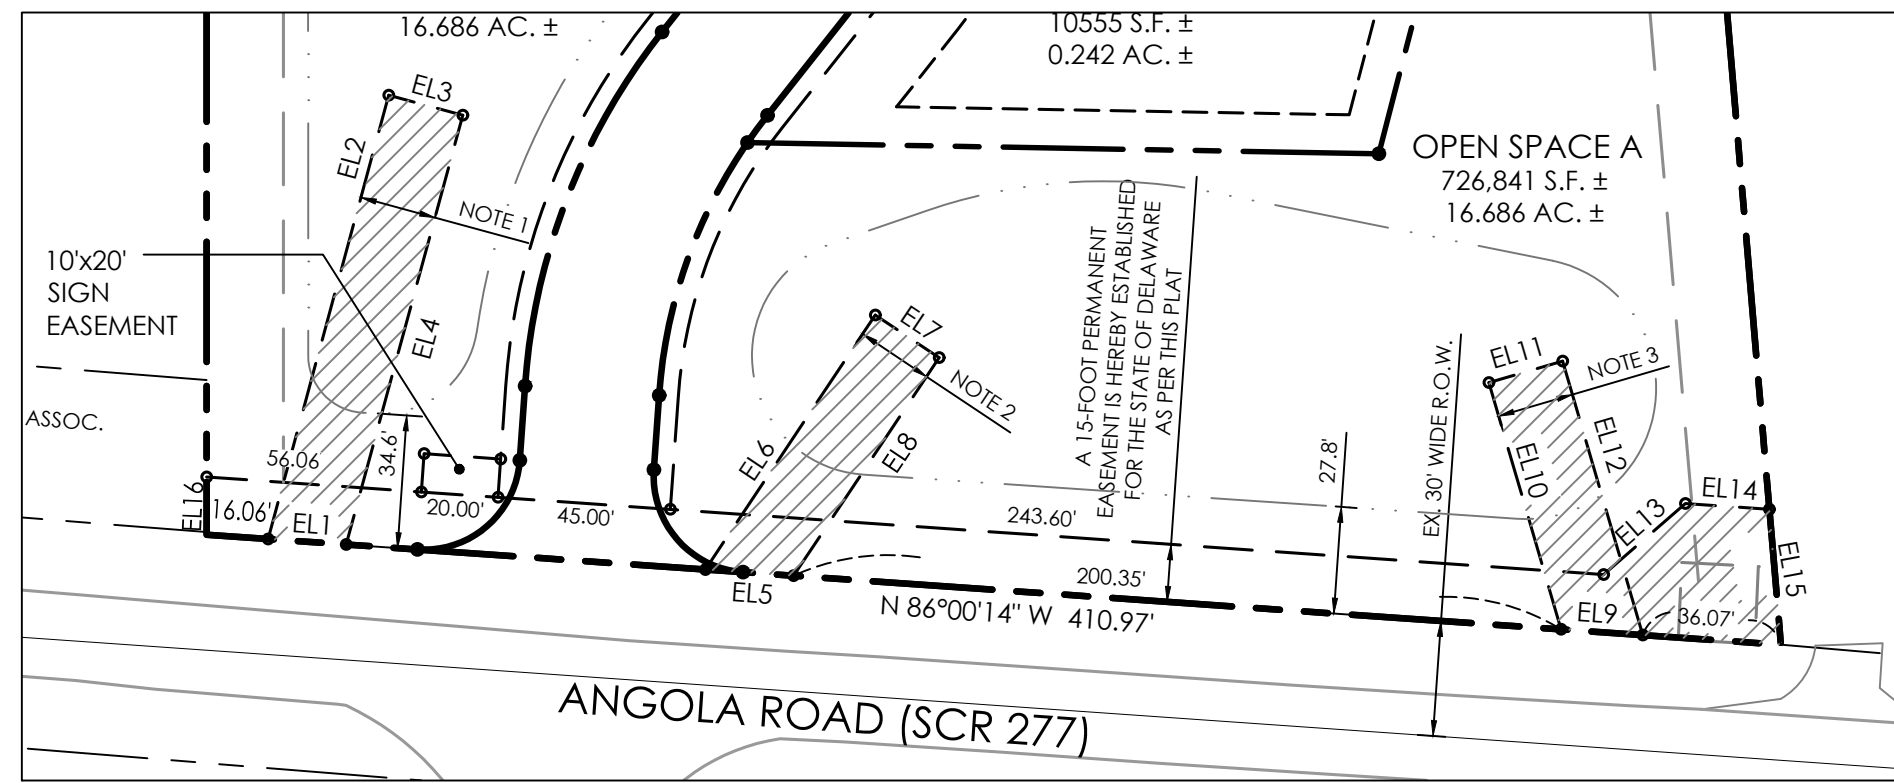 16.686 AC. ±
10555 S.F. ±
0.242 AC. ±
EL3
EL2
NOTE 1
OPEN SPACE A
726,841 S.F. ±
16.686 AC. ±
10'x20'
SIGN
EASEMENT
EL4
EL7
NOTE 2
A 15-FOOT PERMANENT
EASEMENT IS HEREBY ESTABLISHED
FOR THE STATE OF DELAWARE
AS PER THIS PLAT
EX. 30' WIDE R.O.W.
EL11
NOTE 3
ASSOC.
56.06
34.6'
EL6
EL8
27.8'
EL10
EL12
EL13
EL14
EL16
16.06'
EL1
20.00'
45.00'
243.60'
EL15
EL5
200.35'
EL9
36.07'
N 86°00'14" W 410.97'
ANGOLA ROAD (SCR 277)